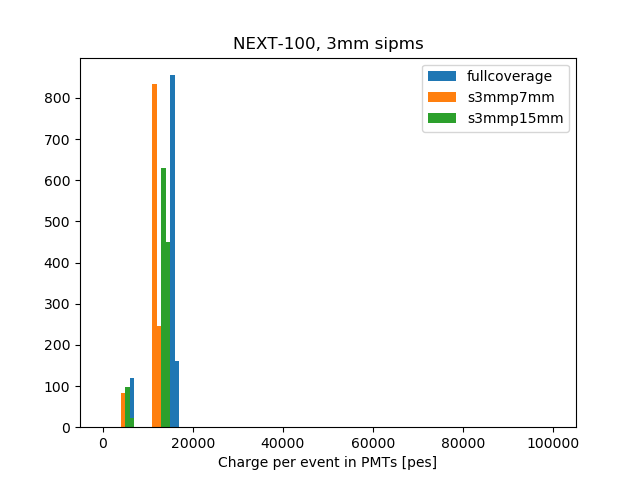 NEXT-100, 3mm sipms
fullcoverage
s3mmp7mm
s3mmp15mm
800
700
600
500
400
300
200
100
0
0 20000 40000 60000 80000 100000
Charge per event in PMTs [pes]